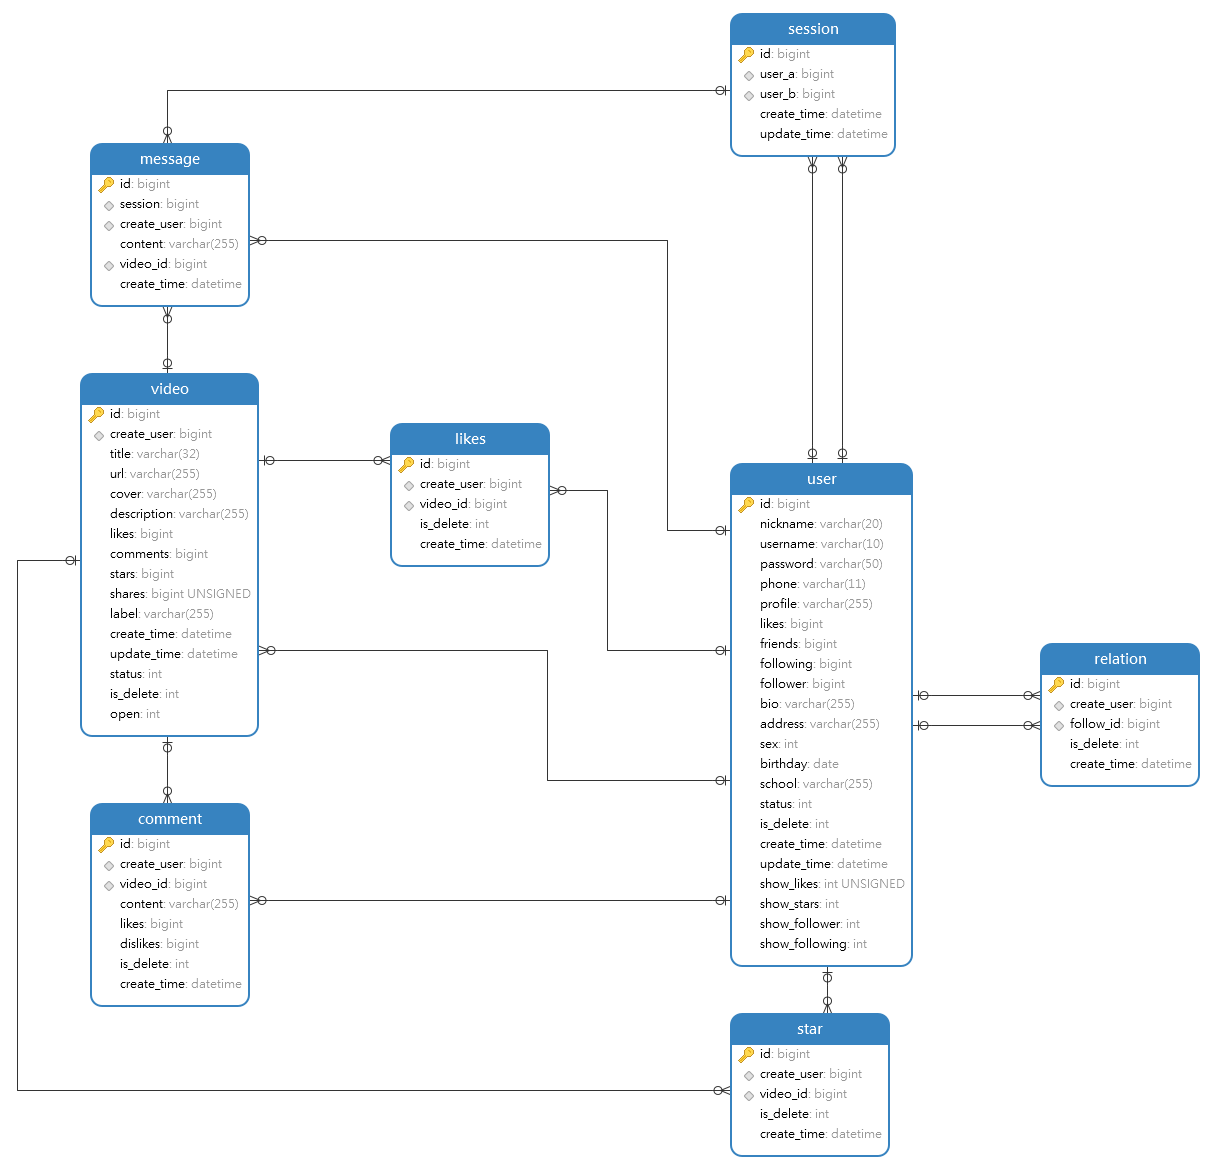 session
id: bigint
user_a: bigint
user_b: bigint
create_time: datetime
update_time: datetime
message
id: bigint
session: bigint
create_user: bigint
content: varchar(255)
video_id: bigint
create_time: datetime
video
id: bigint
create_user: bigint
title: varchar(32)
url: varchar(255)
cover: varchar(255)
description: varchar(255)
likes: bigint
comments: bigint
stars: bigint
shares: bigint UNSIGNED
label: varchar(255)
create_time: datetime
update_time: datetime
status: int
is_delete: int
open: int
likes
id: bigint
create_user: bigint
video_id: bigint
is_delete: int
create_time: datetime
user
id: bigint
nickname: varchar(20)
username: varchar(10)
password: varchar(50)
phone: varchar(11)
profile: varchar(255)
likes: bigint
friends: bigint
following: bigint
follower: bigint
bio: varchar(255)
address: varchar(255)
sex: int
birthday: date
school: varchar(255)
status: int
is_delete: int
create_time: datetime
update_time: datetime
show_likes: int UNSIGNED
show_stars: int
show_follower: int
show_following: int
relation
id: bigint
create_user: bigint
follow_id: bigint
is_delete: int
create_time: datetime
comment
id: bigint
create_user: bigint
video_id: bigint
content: varchar(255)
likes: bigint
dislikes: bigint
is_delete: int
create_time: datetime
star
id: bigint
create_user: bigint
video_id: bigint
is_delete: int
create_time: datetime